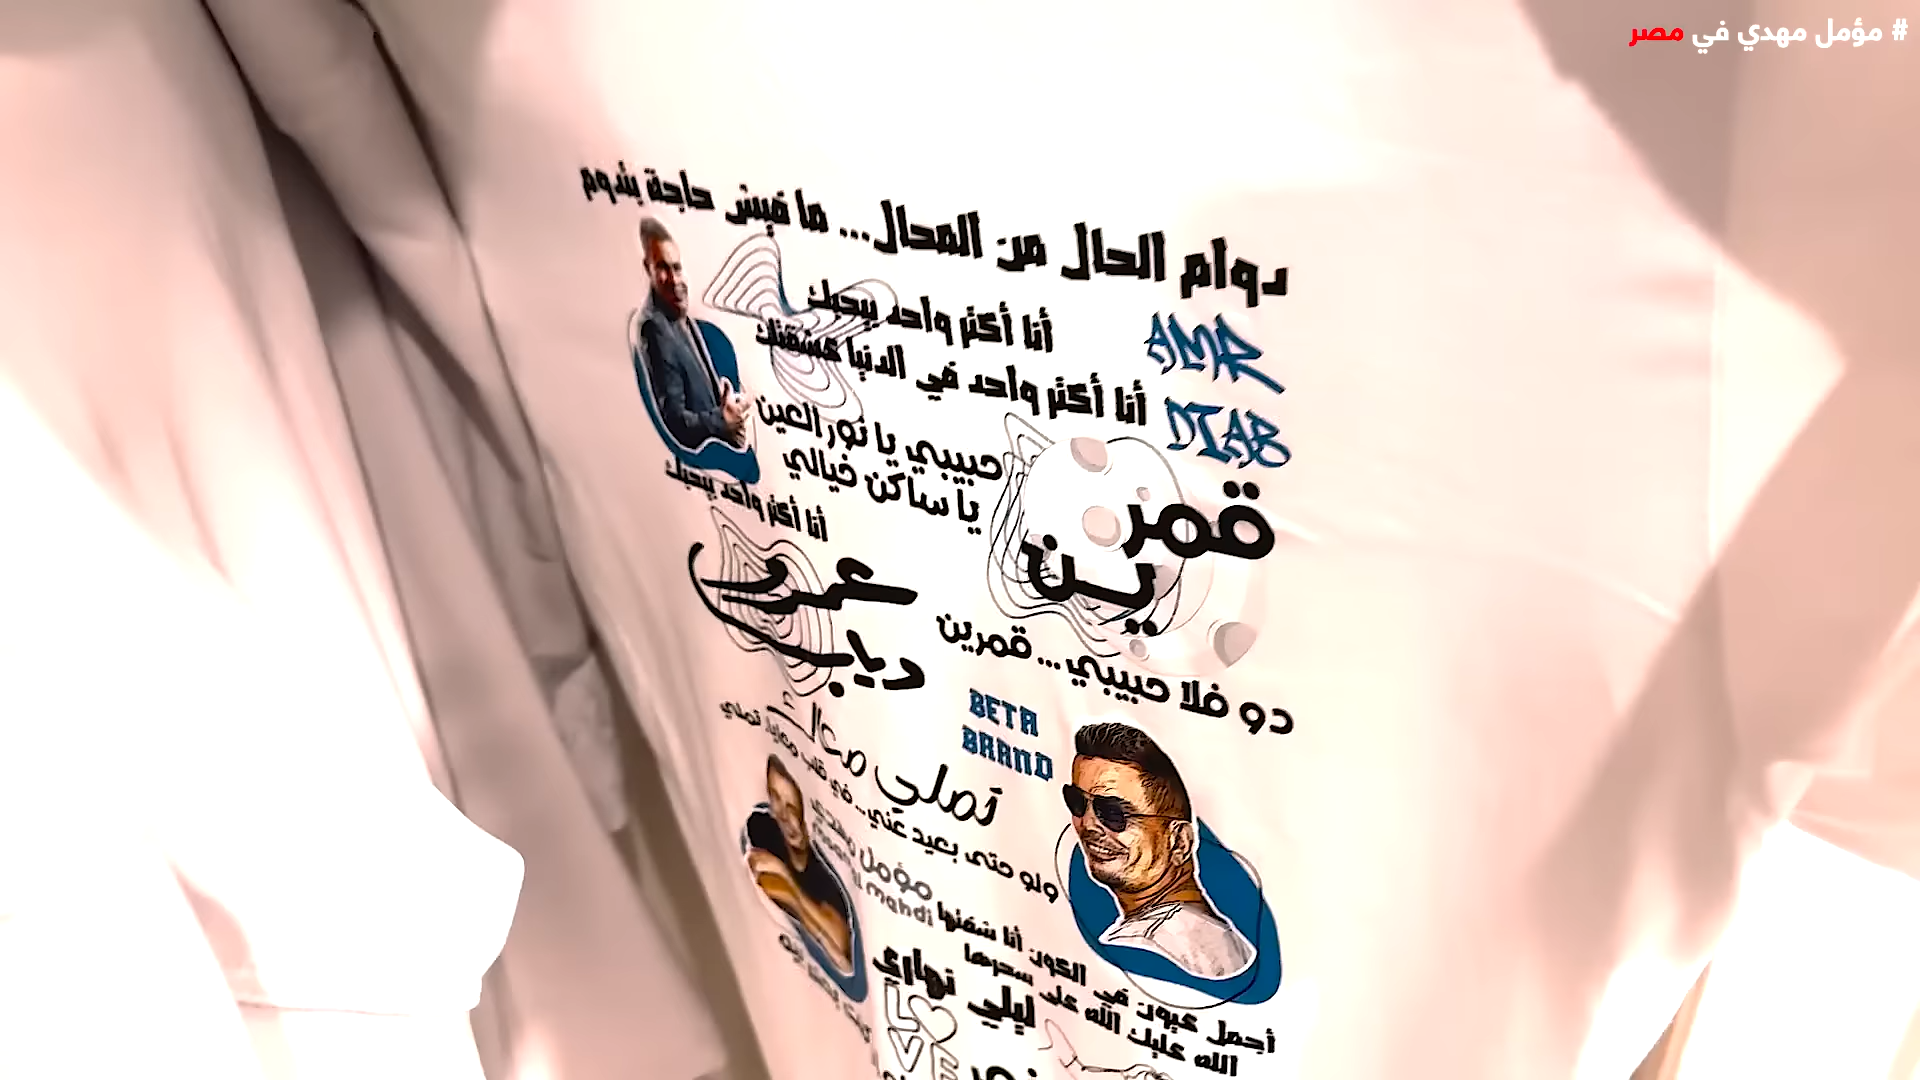 # مؤمل مهدي في مصر
دوام الحال من المحال... ما فيش حاجة بتدوم
AMR
DIAB
أنا أكتر واحد بيحبك
أنا أكتر واحد في الدنيا عشقتك
حبيبي يا نور العين
يا ساكن خيالي
أنا أكتر واحد بيحبك
قمرين
عمرو
دياب
دو فلا حبيبي... قمرين
BETA
BRAND
تملي معاك
ولو حتى بعيد عني... في قلبي معايا تملي
مؤمل مهدي
mahdi
أجمل عيون في الكون أنا شفتها
الله عليك الله على سحرها
ليلي نهاري
LOVE